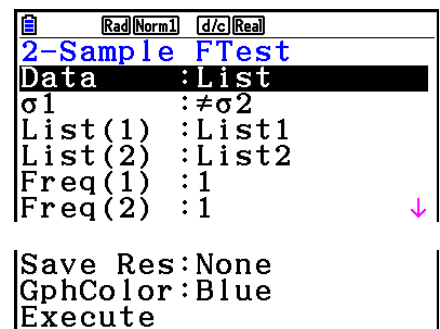 Rad Norm1 d/c Real
2-Sample FTest
Data :List
σ1 :≠σ2
List(1) :List1
List(2) :List2
Freq(1) :1
Freq(2) :1 ↓
Save Res:None
GphColor:Blue
Execute